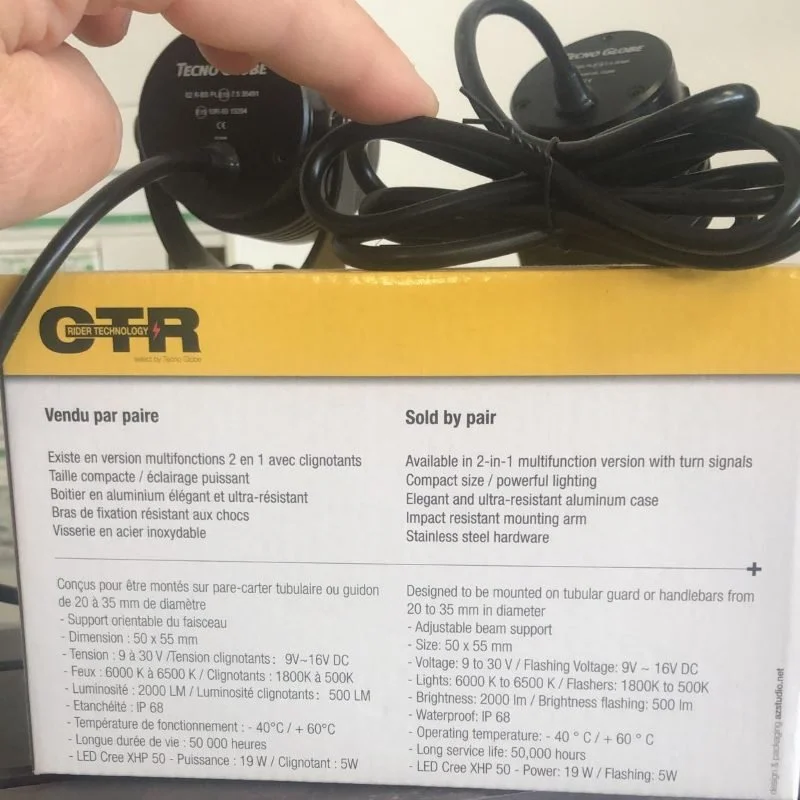 TECNO GLOBE
TECNO GLOBE
CE
CTR
RIDER TECHNOLOGY
select by Tecno Globe
Vendu par paire
Existe en version multifonctions 2 en 1 avec clignotants
Taille compacte / éclairage puissant
Boitier en aluminium élégant et ultra-résistant
Bras de fixation résistant aux chocs
Visserie en acier inoxydable
Conçus pour être montés sur pare-carter tubulaire ou guidon
de 20 à 35 mm de diamètre
- Support orientable du faisceau
- Dimension : 50 x 55 mm
- Tension : 9 à 30 V /Tension clignotants : 9V~16V DC
- Feux : 6000 K à 6500 K / Clignotants : 1800K à 500K
- Luminosité : 2000 LM / Luminosité clignotants : 500 LM
- Etanchéité : IP 68
- Température de fonctionnement : - 40°C / + 60°C
- Longue durée de vie : 50 000 heures
- LED Cree XHP 50 - Puissance : 19 W / Clignotant : 5W
Sold by pair
Available in 2-in-1 multifunction version with turn signals
Compact size / powerful lighting
Elegant and ultra-resistant aluminum case
Impact resistant mounting arm
Stainless steel hardware
+
Designed to be mounted on tubular guard or handlebars from
20 to 35 mm in diameter
- Adjustable beam support
- Size: 50 x 55 mm
- Voltage: 9 to 30 V / Flashing Voltage: 9V ~ 16V DC
- Lights: 6000 K to 6500 K / Flashers: 1800K to 500K
- Brightness: 2000 lm / Brightness flashing: 500 lm
- Waterproof: IP 68
- Operating temperature: - 40 ° C / + 60 ° C
- Long service life: 50,000 hours
- LED Cree XHP 50 - Power: 19 W / Flashing: 5W
design & packaging azstudio.net